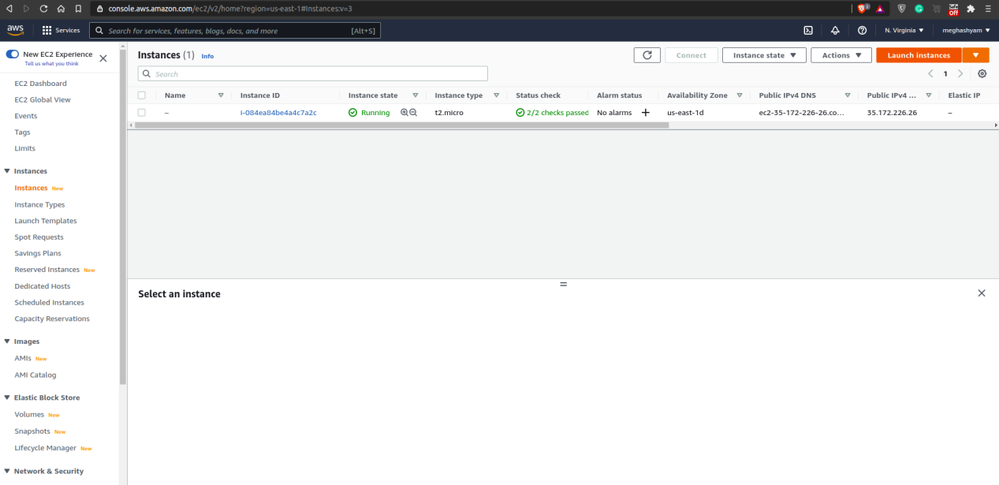 console.aws.amazon.com/ec2/v2/home?region=us-east-1#Instances:v=3
aws Services Search for services, features, blogs, docs, and more [Alt+S] N. Virginia ▼ meghashyam ▼
New EC2 Experience
Tell us what you think
EC2 Dashboard
EC2 Global View
Events
Tags
Limits
Instances
Instances New
Instance Types
Launch Templates
Spot Requests
Savings Plans
Reserved Instances New
Dedicated Hosts
Scheduled Instances
Capacity Reservations
Images
AMIs New
AMI Catalog
Elastic Block Store
Volumes New
Snapshots New
Lifecycle Manager New
Network & Security
Instances (1) Info Connect Instance state ▼ Actions ▼ Launch instances ▼
Search 1
Name Instance ID Instance state Instance type Status check Alarm status Availability Zone Public IPv4 DNS Public IPv4 ... Elastic IP
– i-084ea84be4a4c7a2c Running t2.micro 2/2 checks passed No alarms + us-east-1d ec2-35-172-226-26.co... 35.172.226.26 –
Select an instance